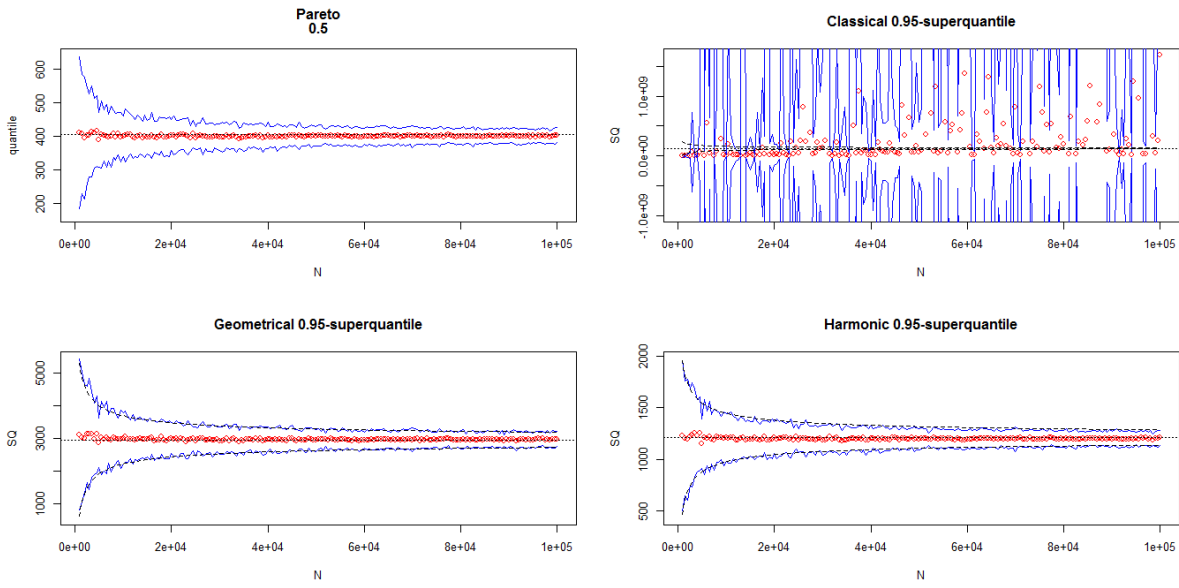 Pareto
0.5
quantile
600
500
400
300
200
0e+00 2e+04 4e+04 6e+04 8e+04 1e+05
N
Classical 0.95-superquantile
SQ
1.0e+09
0.0e+00
-1.0e+09
0e+00 2e+04 4e+04 6e+04 8e+04 1e+05
N
Geometrical 0.95-superquantile
SQ
5000
3000
1000
0e+00 2e+04 4e+04 6e+04 8e+04 1e+05
N
Harmonic 0.95-superquantile
SQ
2000
1500
1000
500
0e+00 2e+04 4e+04 6e+04 8e+04 1e+05
N